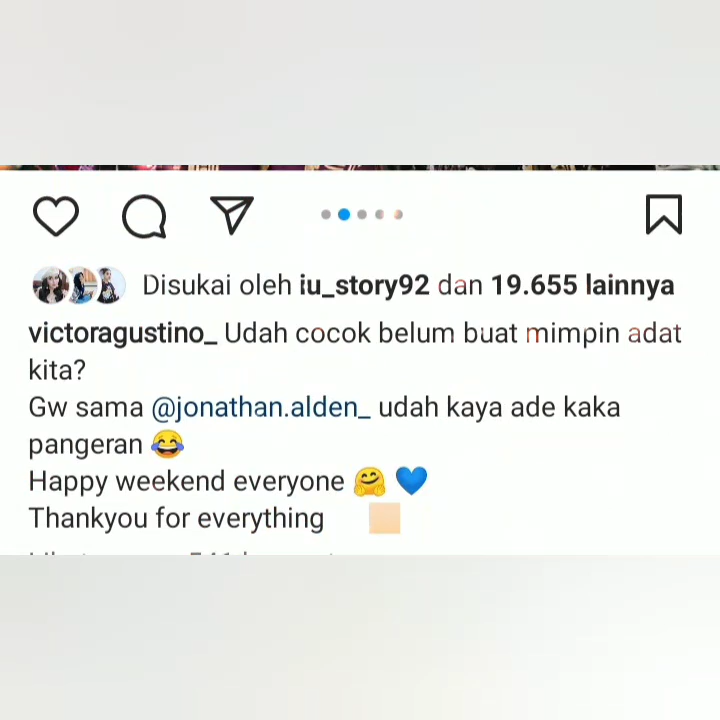 Disukai oleh iu_story92 dan 19.655 lainnya
victoragustino_ Udah cocok belum buat mimpin adat
kita?
Gw sama @jonathan.alden_ udah kaya ade kaka
pangeran 😂
Happy weekend everyone 🤗 💙
Thankyou for everything